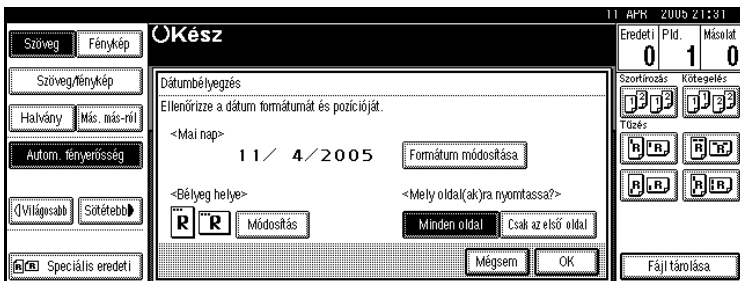 11 APR 2005 21:31
Szöveg Fénykép
Szöveg/fénykép
Halvány Más. más-ról
Autom. fényerősség
Világosabb Sötétebb
Speciális eredeti
Kész
Dátumbélyegzés
Ellenőrizze a dátum formátumát és pozícióját.
<Mai nap>
11/ 4/2005 Formátum módosítása
<Bélyeg helye> <Mely oldal(ak)ra nyomtassa?>
R R Módosítás Minden oldal Csak az első oldal
Mégsem OK
Eredeti Pld. Másolat
0 1 0
Szortírozás Kötegelés
Tűzés
Fájl tárolása